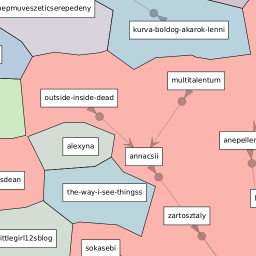 epmuveszeticserepedeny
kurva-boldog-akarok-lenni
multitalentum
outside-inside-dead
anepeller
alexyna
annacsii
sdean
the-way-i-see-thingss
zartosztaly
ittlegirl12sblog
sokasebi